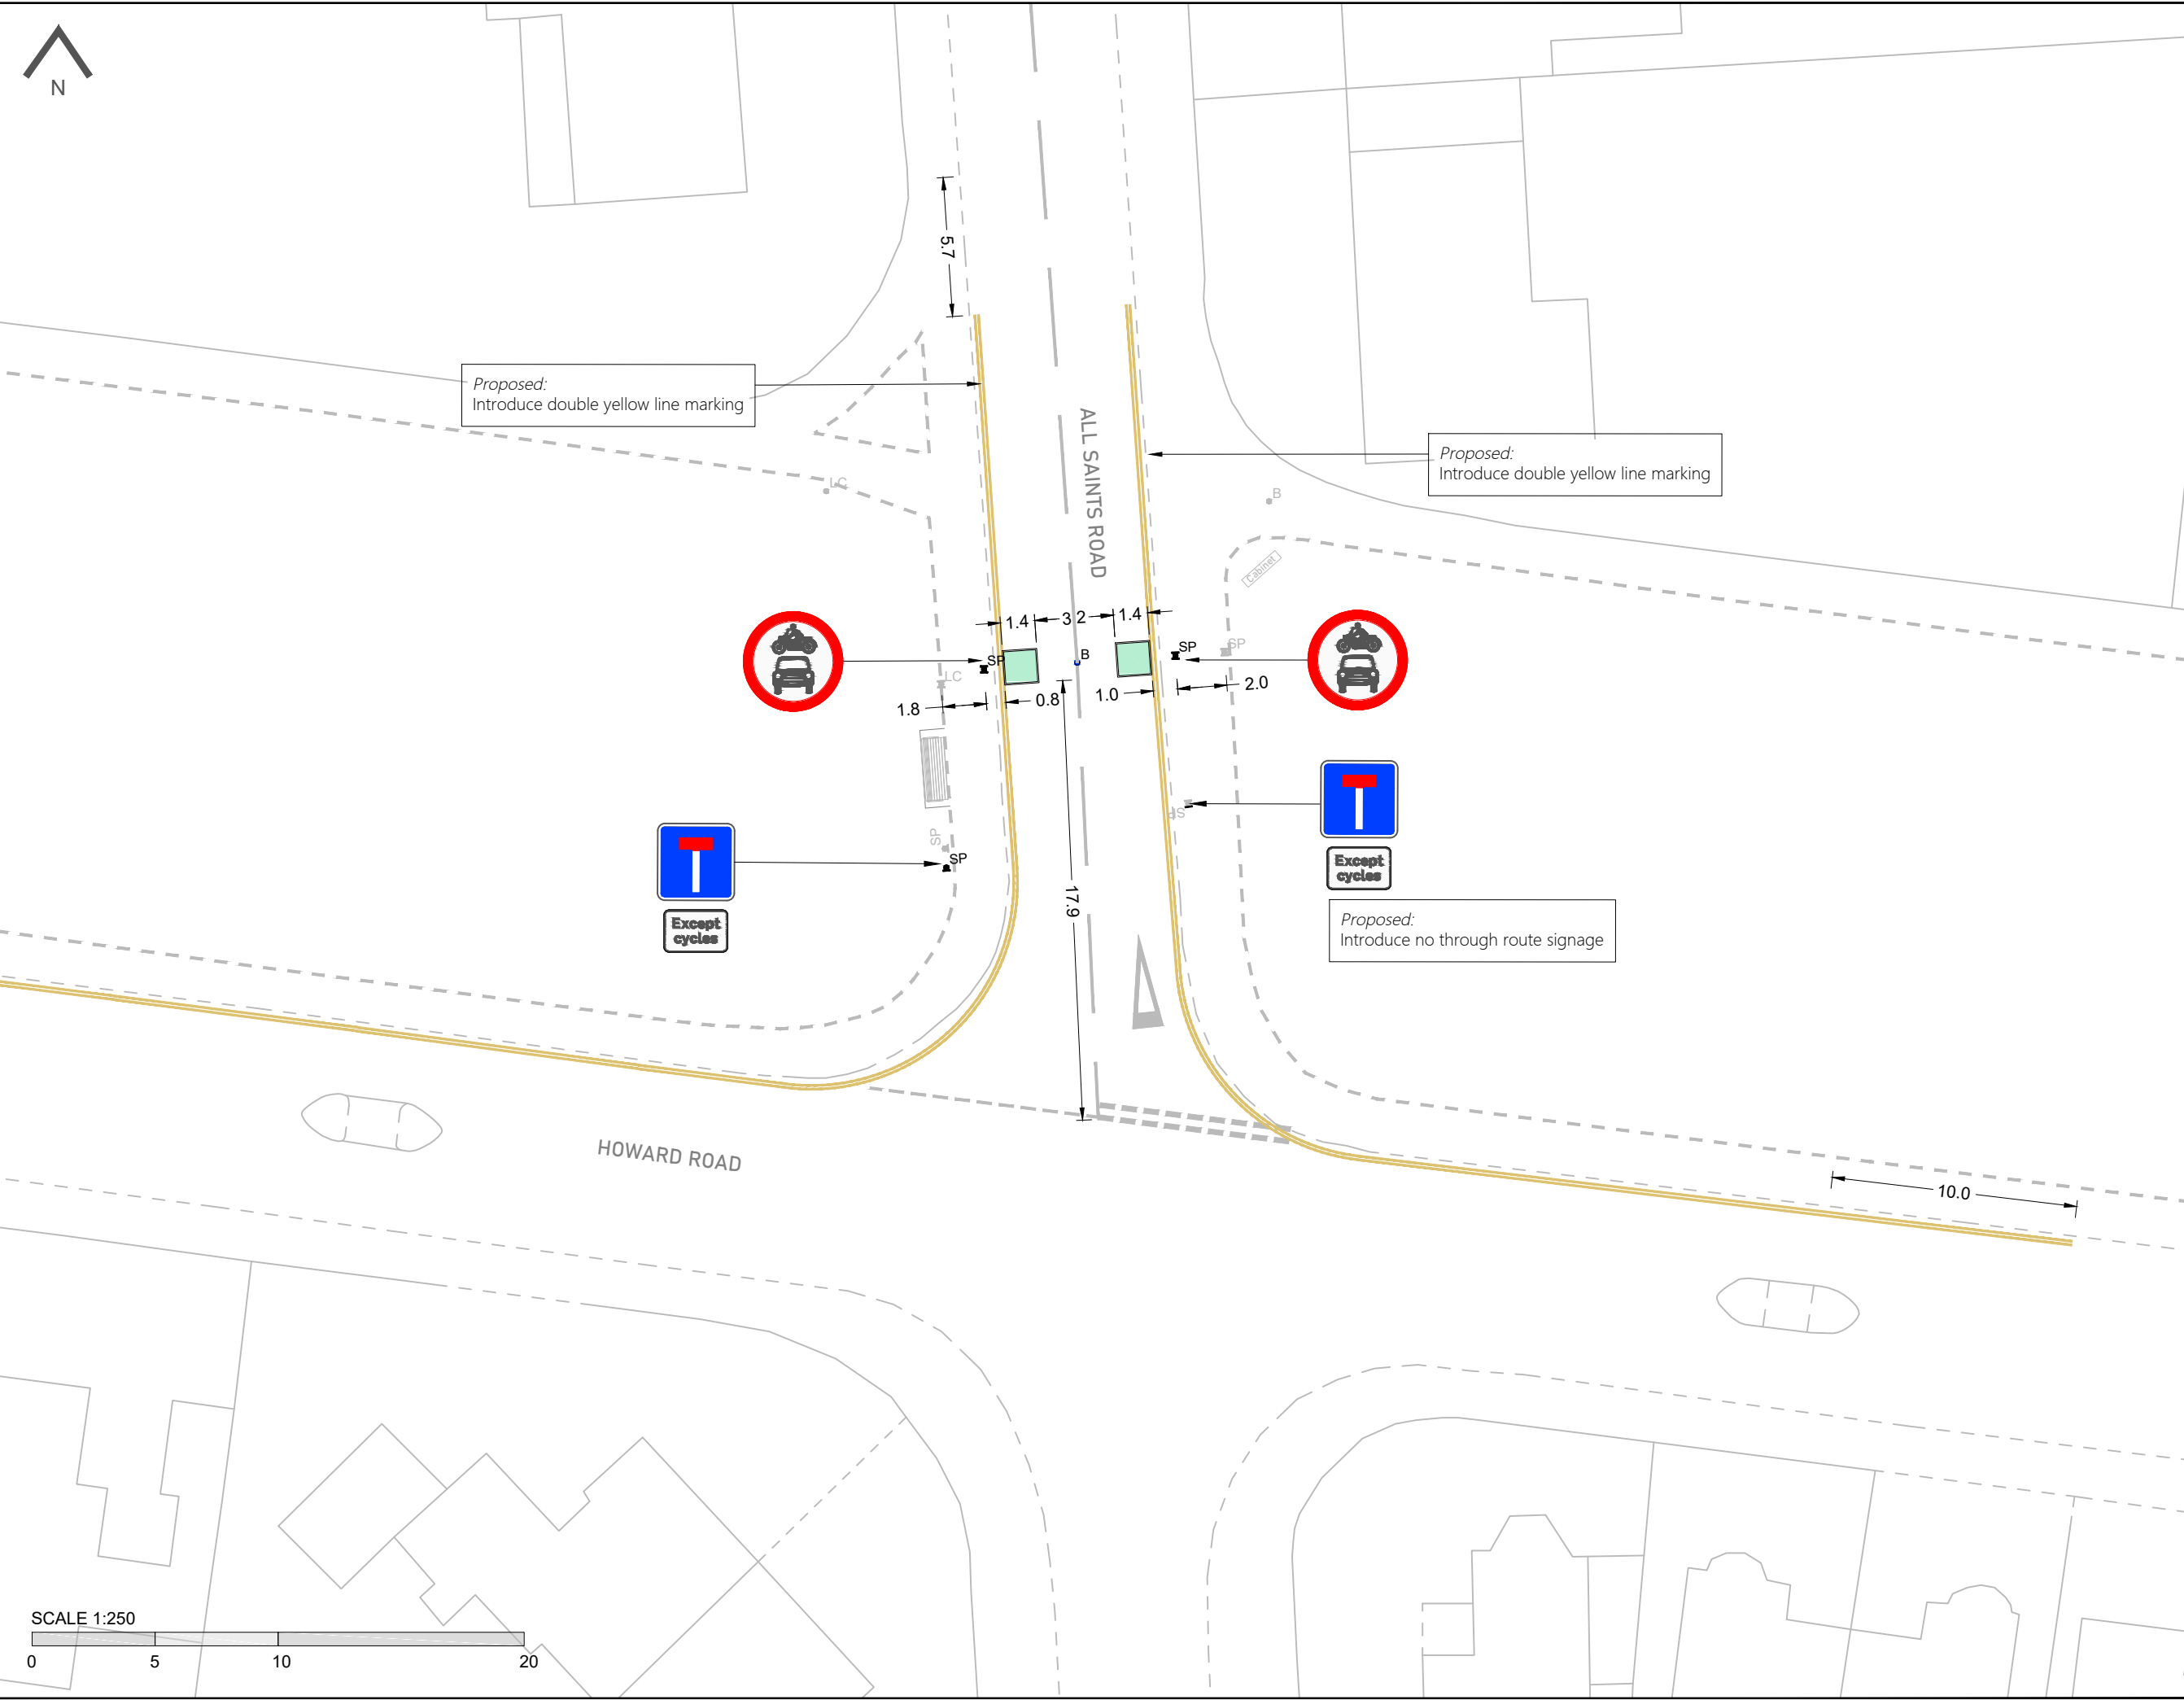 N
5.7
Proposed:
Introduce double yellow line marking
ALL SAINTS ROAD
Proposed:
Introduce double yellow line marking
LC
B
Cabinet
1.4
3.2
1.4
SP
B
SP
SP
LC
1.8
0.8
1.0
2.0
SP
SP
Except
cycles
Except
cycles
17.9
Proposed:
Introduce no through route signage
HOWARD ROAD
10.0
SCALE 1:250
0
5
10
20